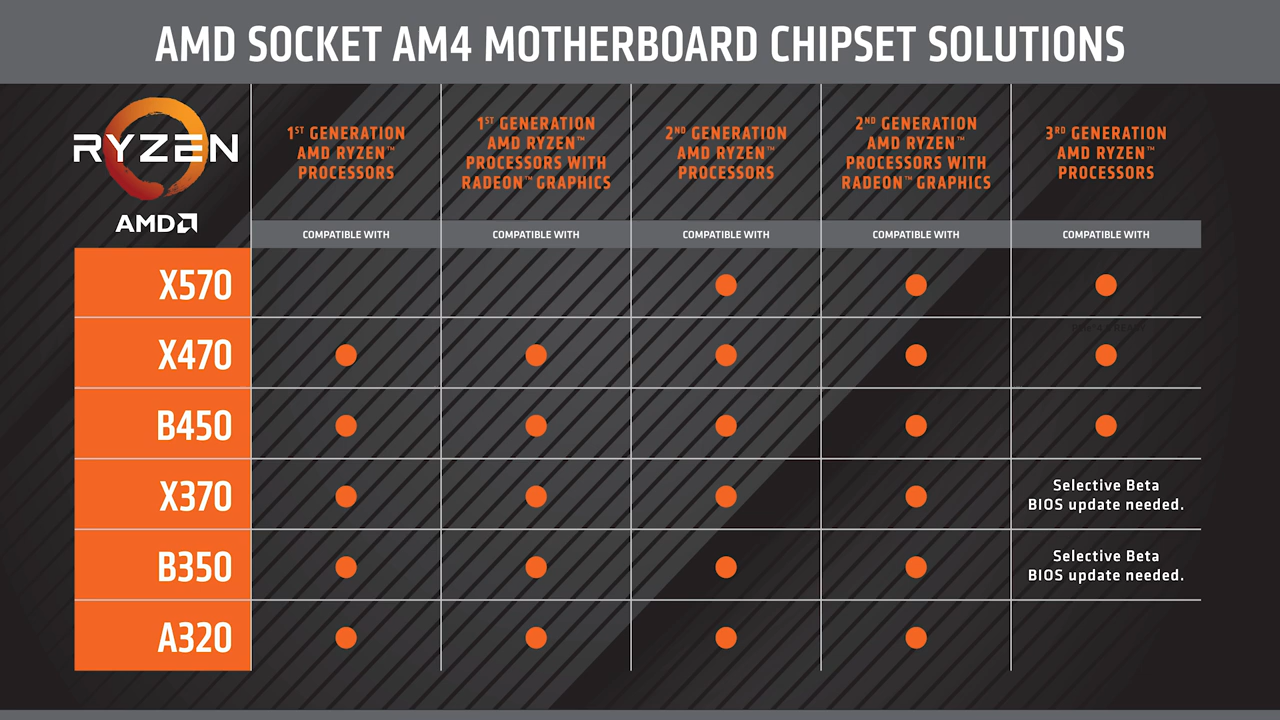 AMD SOCKET AM4 MOTHERBOARD CHIPSET SOLUTIONS
RYZEN
AMD
1ST GENERATION
AMD RYZEN™
PROCESSORS
1ST GENERATION
AMD RYZEN™
PROCESSORS WITH
RADEON™ GRAPHICS
2ND GENERATION
AMD RYZEN™
PROCESSORS
2ND GENERATION
AMD RYZEN™
PROCESSORS WITH
RADEON™ GRAPHICS
3RD GENERATION
AMD RYZEN™
PROCESSORS
COMPATIBLE WITH
COMPATIBLE WITH
COMPATIBLE WITH
COMPATIBLE WITH
COMPATIBLE WITH
X570
X470
B450
X370
Selective Beta
BIOS update needed.
B350
Selective Beta
BIOS update needed.
A320